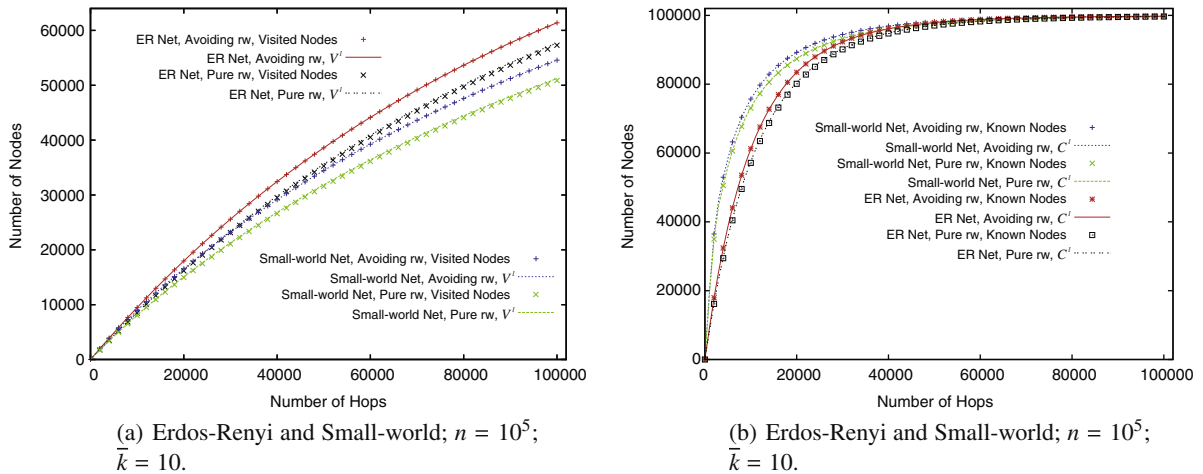 60000
50000
40000
30000
20000
10000
0
Number of Nodes
ER Net, Avoiding rw, Visited Nodes
ER Net, Avoiding rw, V^l
ER Net, Pure rw, Visited Nodes
ER Net, Pure rw, V^l
Small-world Net, Avoiding rw, Visited Nodes
Small-world Net, Avoiding rw, V^l
Small-world Net, Pure rw, Visited Nodes
Small-world Net, Pure rw, V^l
0 20000 40000 60000 80000 100000
Number of Hops
(a) Erdos-Renyi and Small-world; n = 10^5;
k̅ = 10.
100000
80000
60000
40000
20000
0
Number of Nodes
Small-world Net, Avoiding rw, Known Nodes
Small-world Net, Avoiding rw, C^l
Small-world Net, Pure rw, Known Nodes
Small-world Net, Pure rw, C^l
ER Net, Avoiding rw, Known Nodes
ER Net, Avoiding rw, C^l
ER Net, Pure rw, Known Nodes
ER Net, Pure rw, C^l
0 20000 40000 60000 80000 100000
Number of Hops
(b) Erdos-Renyi and Small-world; n = 10^5;
k̅ = 10.